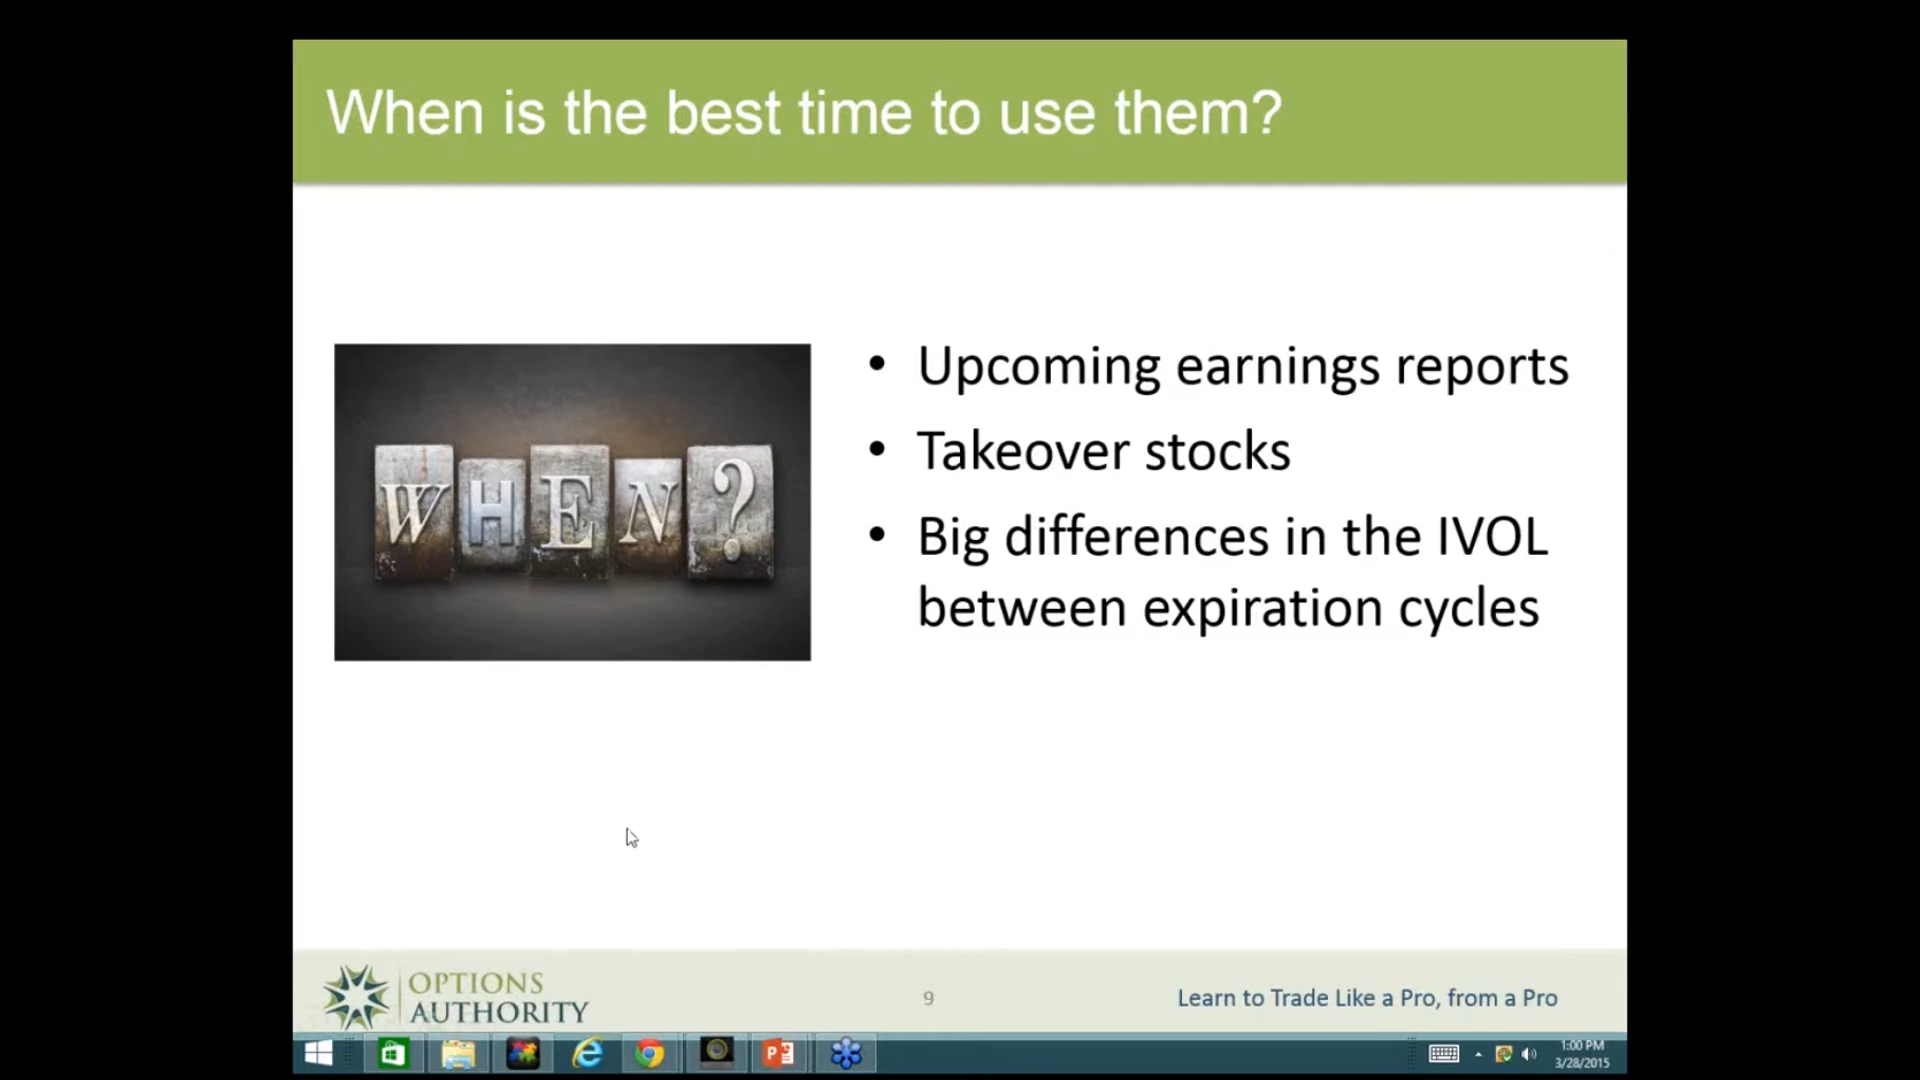 When is the best time to use them?
WHEN?
• Upcoming earnings reports
• Takeover stocks
• Big differences in the IVOL
between expiration cycles
OPTIONS
AUTHORITY
9
Learn to Trade Like a Pro, from a Pro
1:00 PM
3/28/2015